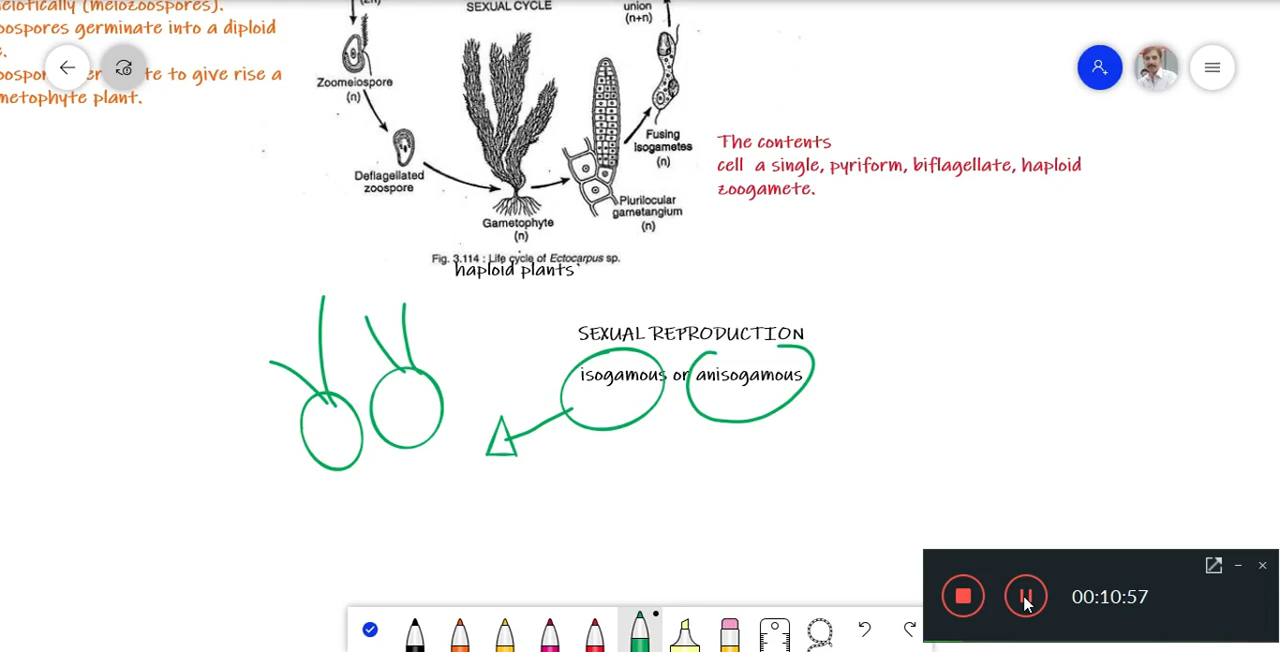 SEXUAL CYCLE
union
(n+n)
oospores germinate into a diploid
te to give rise a
metophyte plant.
Zoomeiospore
(n)
Deflagellated
zoospore
Gametophyte
(n)
Plurilocular
gametangium
(n)
Fusing
isogametes
(n)
The contents
cell a single, pyriform, biflagellate, haploid
zoogamete.
Fig. 3.114 : Life cycle of Ectocarpus sp.
haploid plants
SEXUAL REPRODUCTION
isogamous or anisogamous
00:10:57